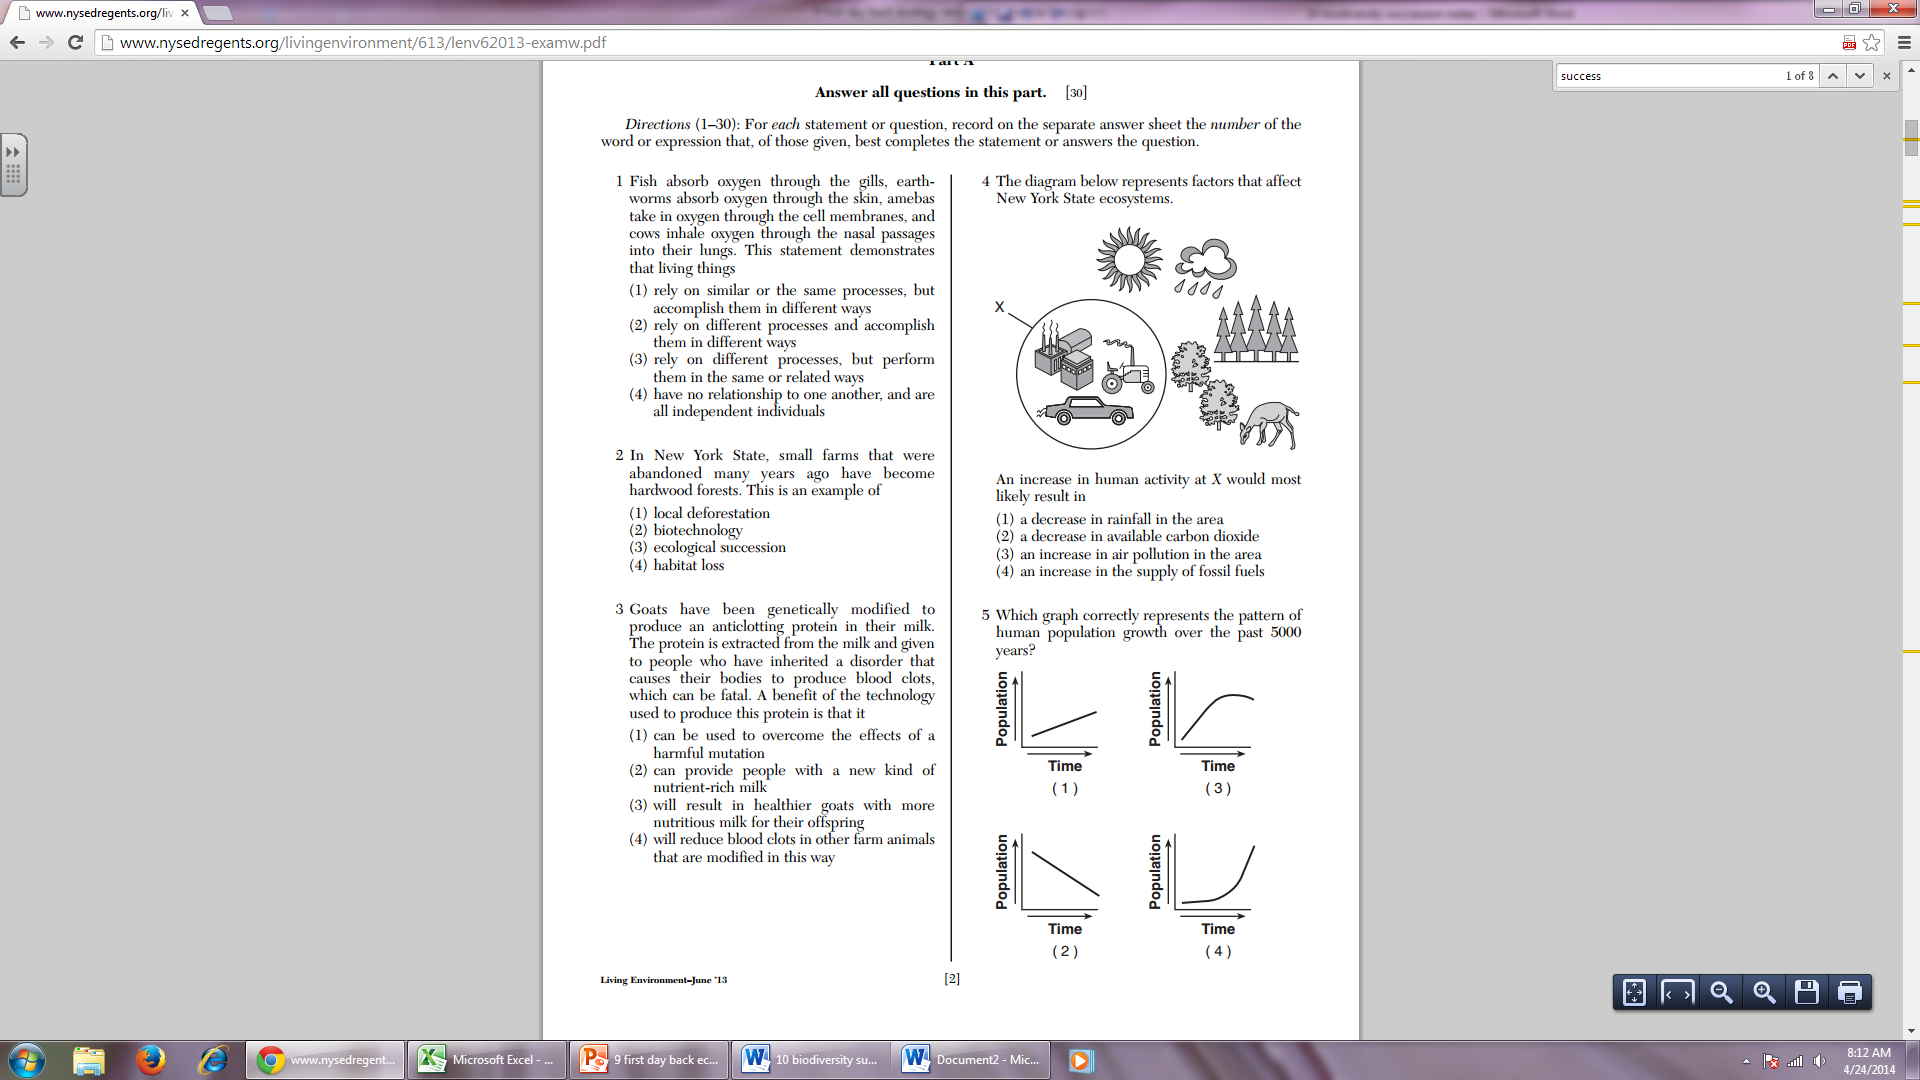 www.nysedregents.org/liv
www.nysedregents.org/livingenvironment/613/lenv62013-examw.pdf
success 1 of 8
Part A
Answer all questions in this part. [30]
Directions (1–30): For each statement or question, record on the separate answer sheet the number of the
word or expression that, of those given, best completes the statement or answers the question.
1 Fish absorb oxygen through the gills, earth-
worms absorb oxygen through the skin, amebas
take in oxygen through the cell membranes, and
cows inhale oxygen through the nasal passages
into their lungs. This statement demonstrates
that living things
(1) rely on similar or the same processes, but
accomplish them in different ways
(2) rely on different processes and accomplish
them in different ways
(3) rely on different processes, but perform
them in the same or related ways
(4) have no relationship to one another, and are
all independent individuals
2 In New York State, small farms that were
abandoned many years ago have become
hardwood forests. This is an example of
(1) local deforestation
(2) biotechnology
(3) ecological succession
(4) habitat loss
3 Goats have been genetically modified to
produce an anticlotting protein in their milk.
The protein is extracted from the milk and given
to people who have inherited a disorder that
causes their bodies to produce blood clots,
which can be fatal. A benefit of the technology
used to produce this protein is that it
(1) can be used to overcome the effects of a
harmful mutation
(2) can provide people with a new kind of
nutrient-rich milk
(3) will result in healthier goats with more
nutritious milk for their offspring
(4) will reduce blood clots in other farm animals
that are modified in this way
4 The diagram below represents factors that affect
New York State ecosystems.
X
An increase in human activity at X would most
likely result in
(1) a decrease in rainfall in the area
(2) a decrease in available carbon dioxide
(3) an increase in air pollution in the area
(4) an increase in the supply of fossil fuels
5 Which graph correctly represents the pattern of
human population growth over the past 5000
years?
Population
Time
( 1 )
Population
Time
( 3 )
Population
Time
( 2 )
Population
Time
( 4 )
Living Environment–June '13 [2]
www.nysedregent...
Microsoft Excel - ...
9 first day back ec...
10 biodiversity su...
Document2 - Mic...
8:12 AM
4/24/2014